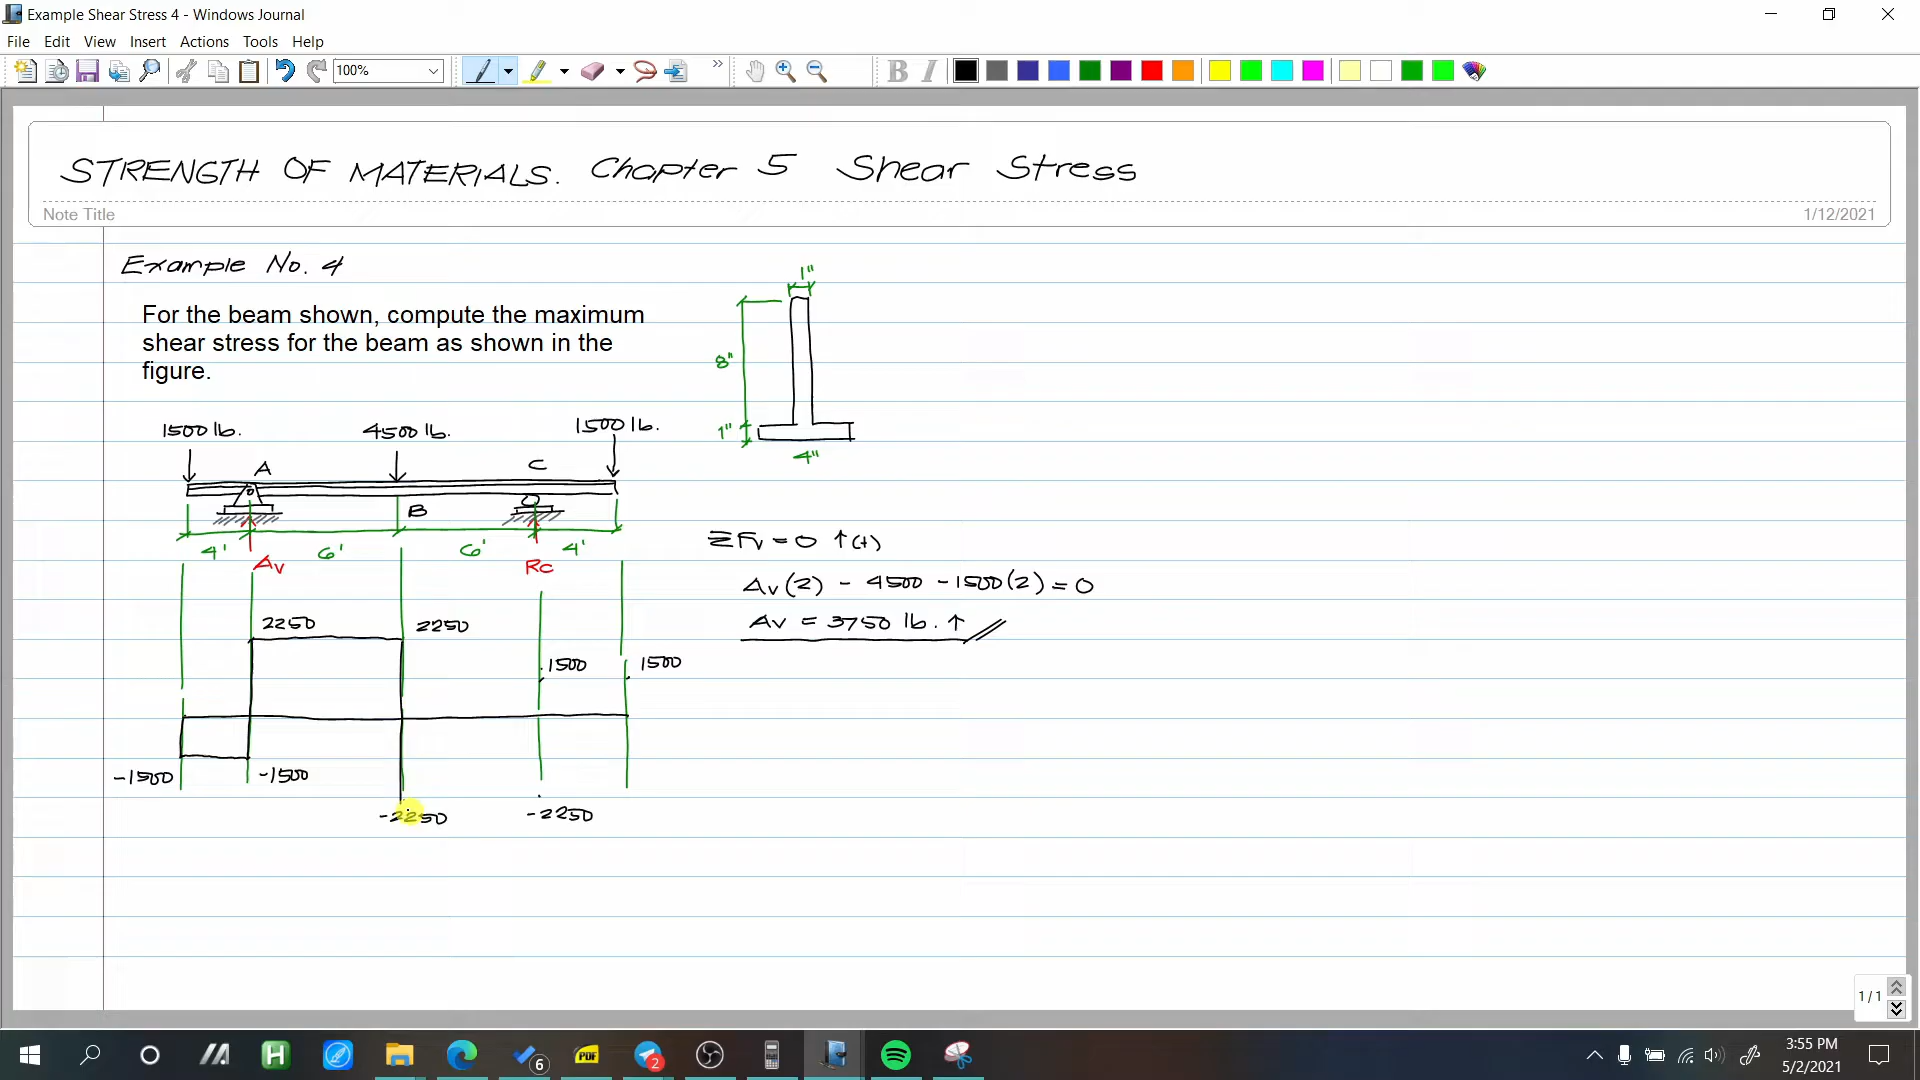 Example Shear Stress 4 - Windows Journal
File Edit View Insert Actions Tools Help
100%
B I
STRENGTH OF MATERIALS. Chapter 5 Shear Stress
Note Title
1/12/2021
Example No. 4
For the beam shown, compute the maximum
shear stress for the beam as shown in the
figure.
1"
8"
1"
4"
1500 lb. 4500 lb. 1500 lb.
A C
B
4' 6' 6' 4'
Av Rc
ΣFv = 0 ↑(+)
Av(2) - 4500 - 1500(2) = 0
Av = 3750 lb. ↑
2250 2250
1500 1500
-1500 -1500
-2250 -2250
1 / 1
PDF
6
2
3:55 PM
5/2/2021